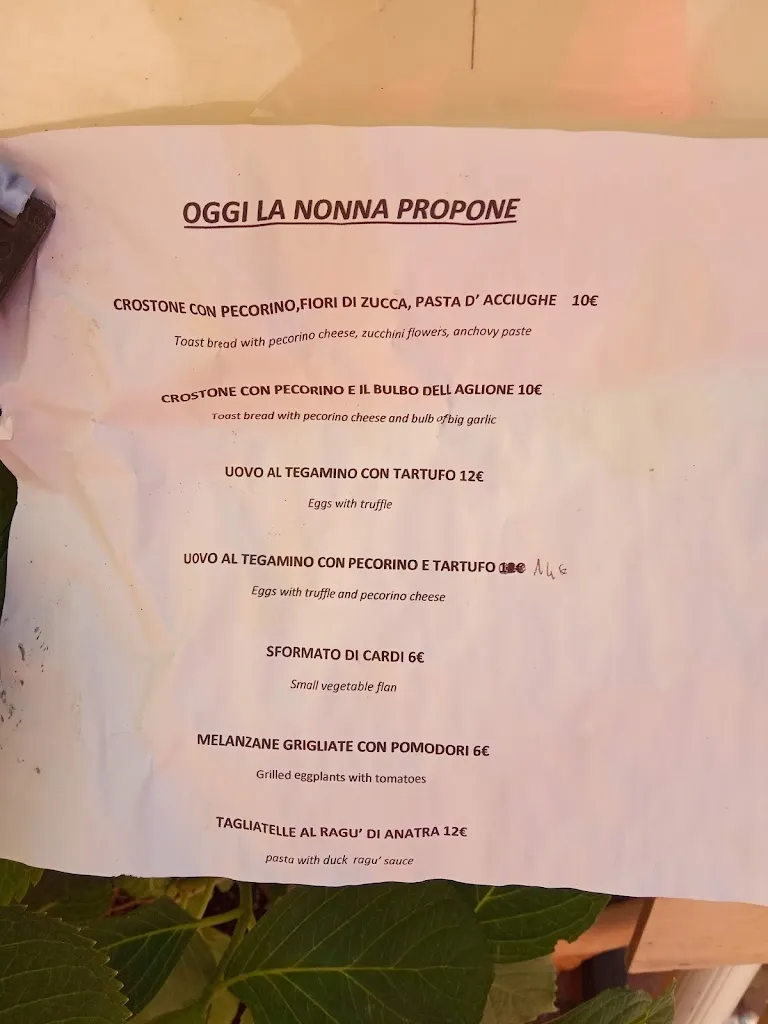 OGGI LA NONNA PROPONE
CROSTONE CON PECORINO,FIORI DI ZUCCA, PASTA D' ACCIUGHE 10€
Toast bread with pecorino cheese, zucchini flowers, anchovy paste
CROSTONE CON PECORINO E IL BULBO DELL AGLIONE 10€
Toast bread with pecorino cheese and bulb of big garlic
UOVO AL TEGAMINO CON TARTUFO 12€
Eggs with truffle
UOVO AL TEGAMINO CON PECORINO E TARTUFO 14€
Eggs with truffle and pecorino cheese
SFORMATO DI CARDI 6€
Small vegetable flan
MELANZANE GRIGLIATE CON POMODORI 6€
Grilled eggplants with tomatoes
TAGLIATELLE AL RAGU' DI ANATRA 12€
pasta with duck ragu' sauce